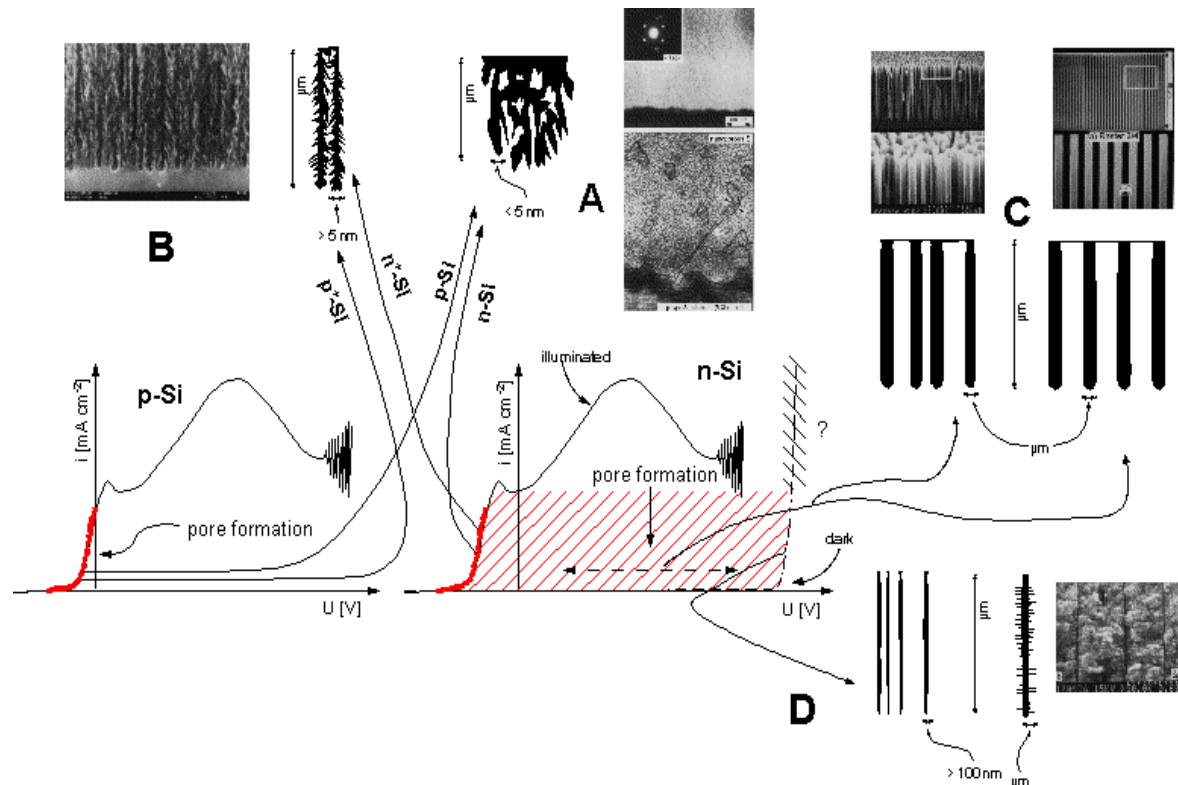 µm
> 5 nm
B
µm
< 5 nm
A
C
µm
µm
p⁺-Si
n⁺-Si
p-Si
n-Si
p-Si
i [mA cm⁻²]
pore formation
U [V]
n-Si
illuminated
i [mA cm⁻²]
pore formation
?
dark
U [V]
D
µm
> 100 nm
µm